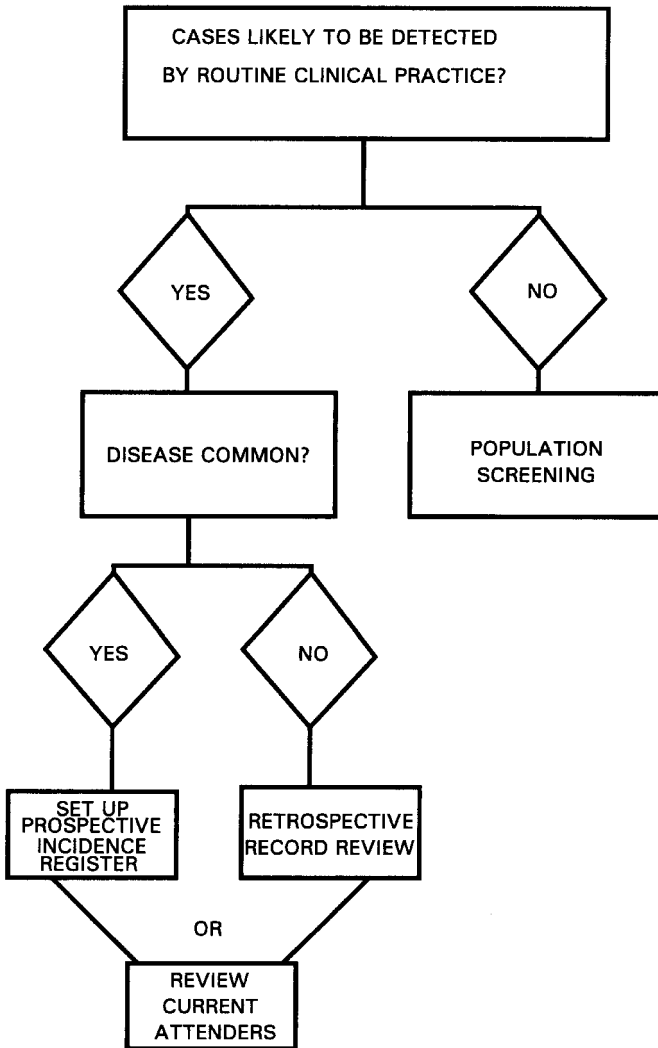 CASES LIKELY TO BE DETECTED
BY ROUTINE CLINICAL PRACTICE?
YES
NO
DISEASE COMMON?
POPULATION
SCREENING
YES
NO
SET UP
PROSPECTIVE
INCIDENCE
REGISTER
RETROSPECTIVE
RECORD REVIEW
OR
REVIEW
CURRENT
ATTENDERS